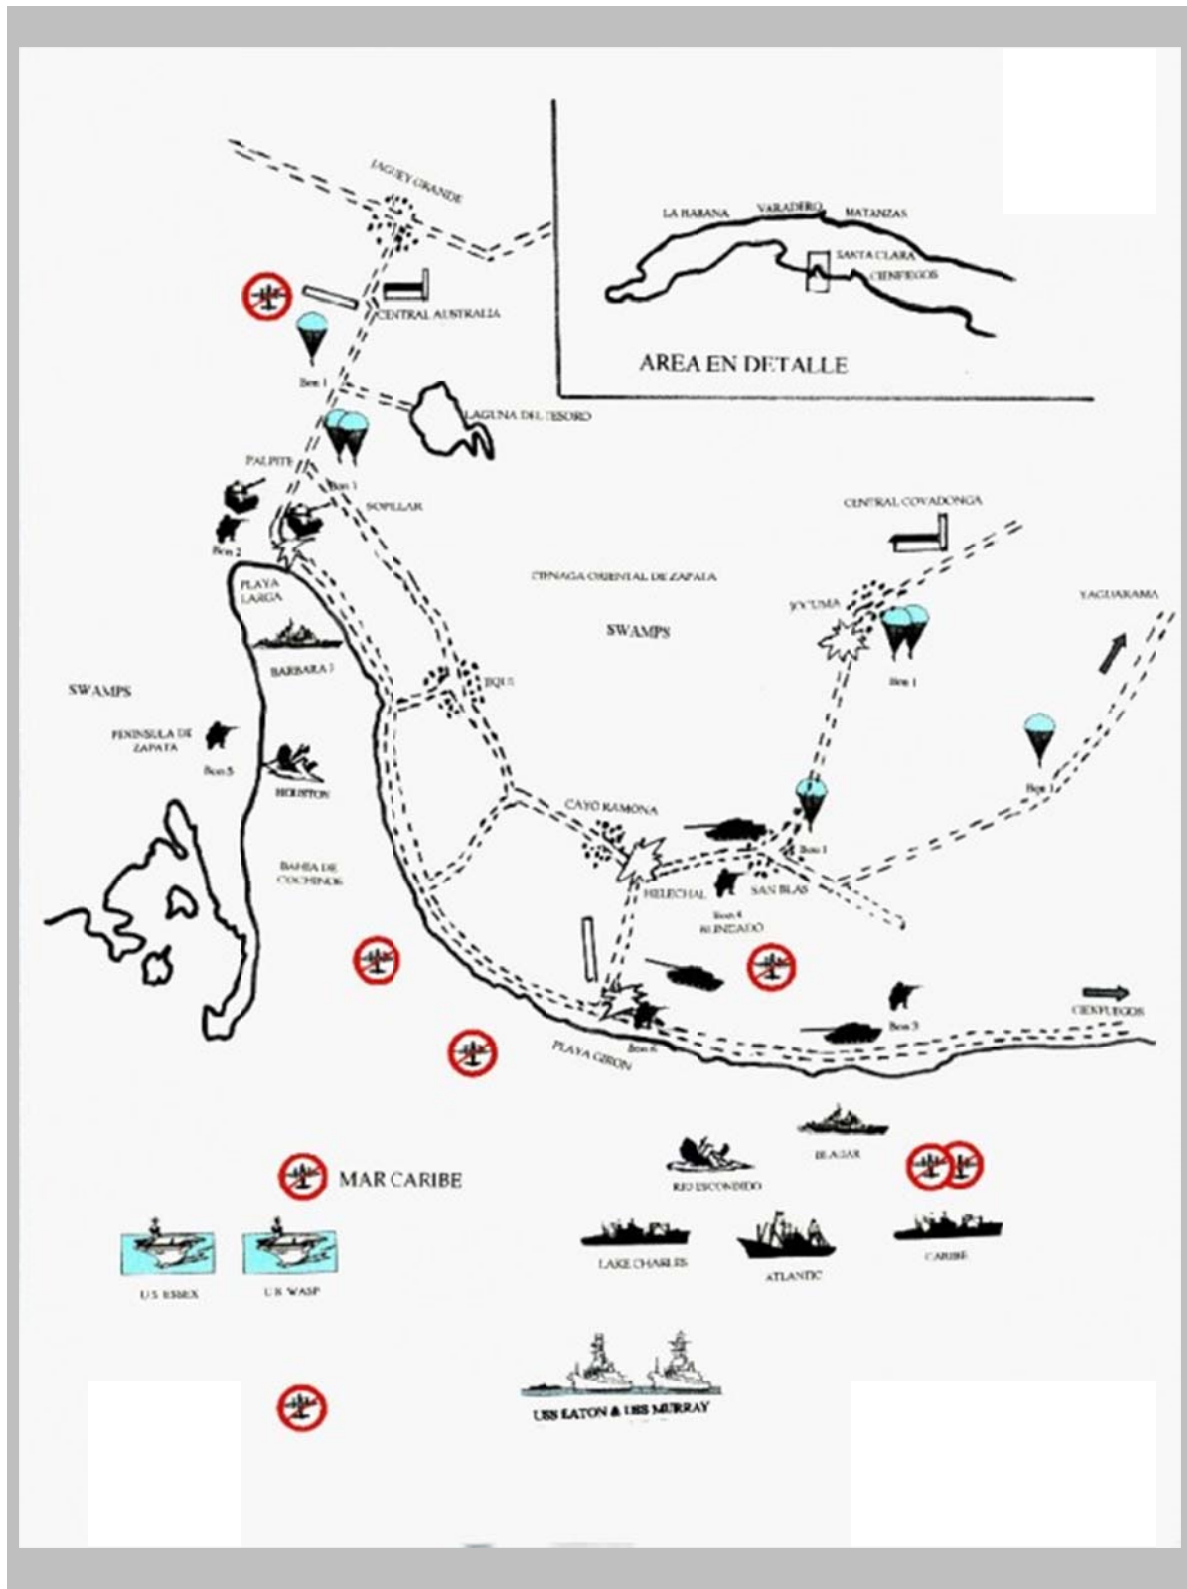 JAGUEY GRANDE
LA HABANA
VARADERO
MATANZAS
SANTA CLARA
CIENFUEGOS
AREA EN DETALLE
CENTRAL AUSTRALIA
Bon 1
LAGUNA DEL TESORO
PALPITE
Bon 1
SOPLLAR
Bon 2
CENTRAL COVADONGA
PLAYA
LARGA
CIENAGA ORIENTAL DE ZAPATA
JOCUMA
YAGUARAMA
SWAMPS
BARBARA J
Bon 1
SWAMPS
PENINSULA DE
ZAPATA
Bon 5
HOUSTON
Bon 1
CAYO RAMONA
Bon 1
BAHIA DE
COCHINOS
HELECHAL
SAN BLAS
Bon 4
BLINDADO
Bon 3
CIENFUEGOS
PLAYA GIRON
Bon 6
BLAGAR
RIO ESCONDIDO
MAR CARIBE
LAKE CHARLES
ATLANTIC
CARIBE
U.S. ESSEX
U.S. WASP
USS EATON & USS MURRAY